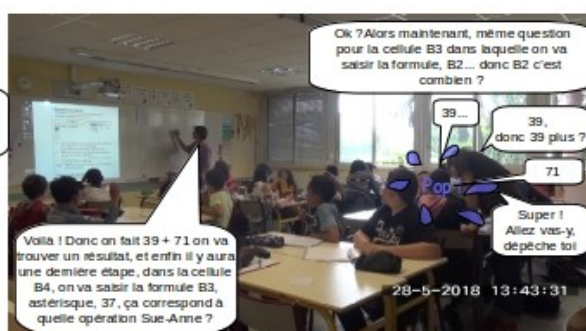 Ok ?Alors maintenant, même question
pour la cellule B3 dans laquelle on va
saisir la formule, B2... donc B2 c'est
combien ?
39...
39,
donc 39 plus ?
71
Pop
Super !
Allez vas-y,
dépêche toi
Voilà ! Donc on fait 39 + 71 on va
trouver un résultat, et enfin il y aura
une dernière étape, dans la cellule
B4, on va saisir la formule B3,
astérisque, 37, ça correspond à
quelle opération Sue-Anne ?
28-5-2018 13:43:31